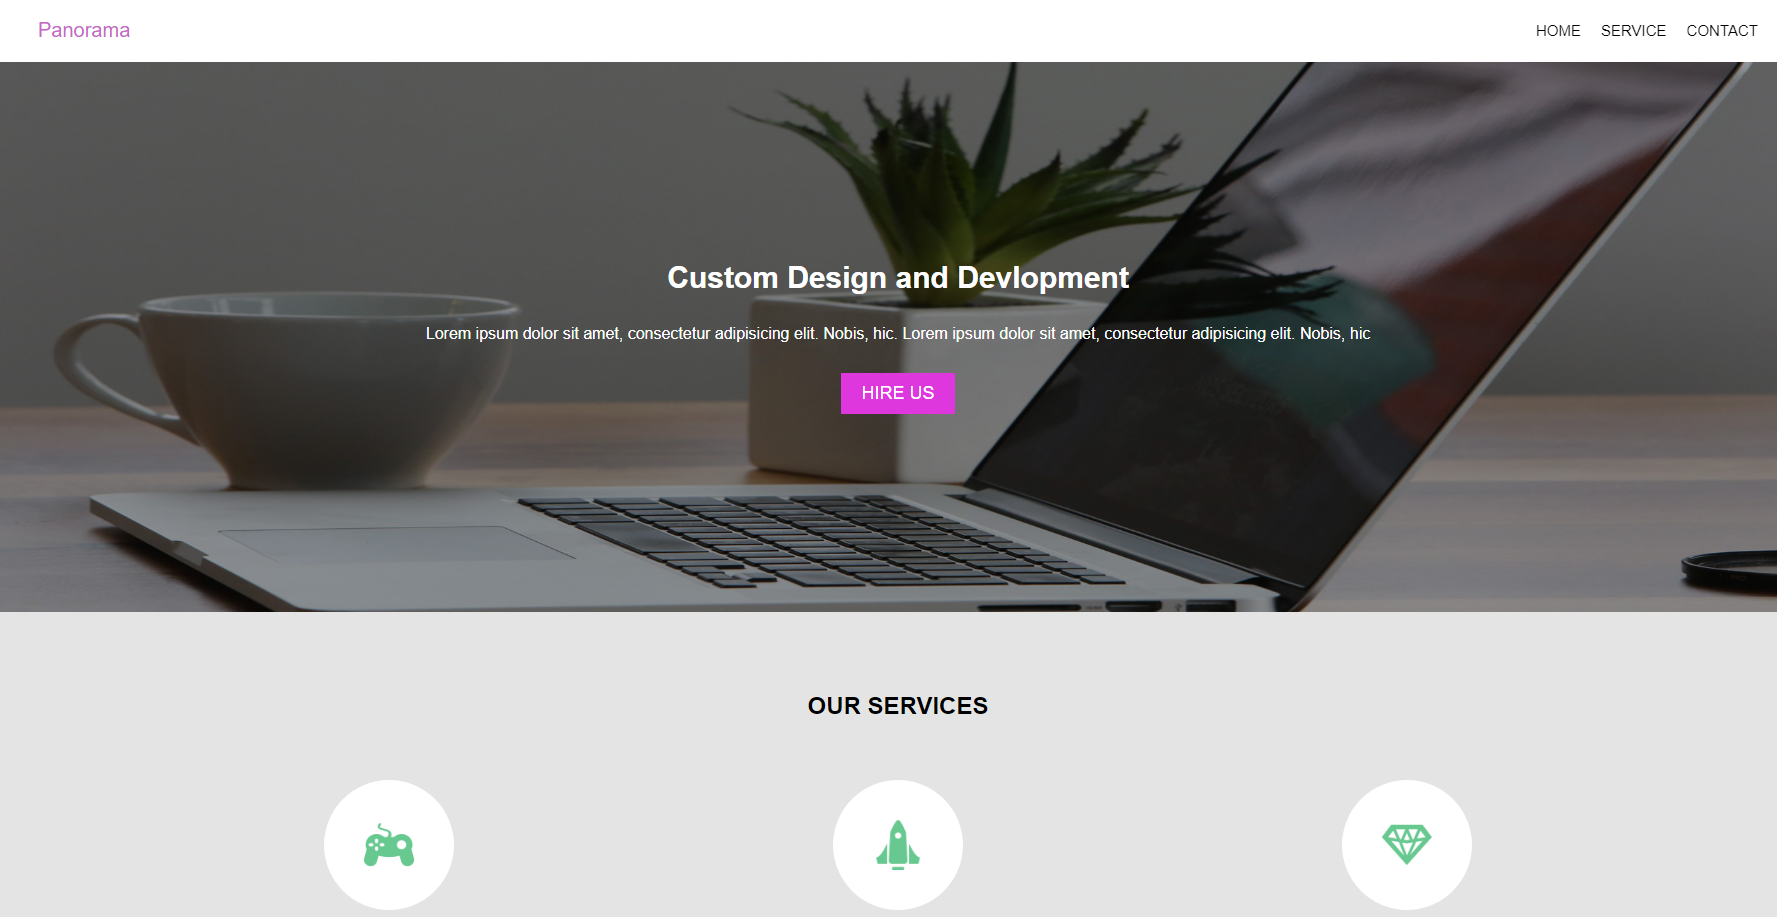 Panorama
HOME SERVICE CONTACT
Custom Design and Devlopment
Lorem ipsum dolor sit amet, consectetur adipisicing elit. Nobis, hic. Lorem ipsum dolor sit amet, consectetur adipisicing elit. Nobis, hic
HIRE US
OUR SERVICES